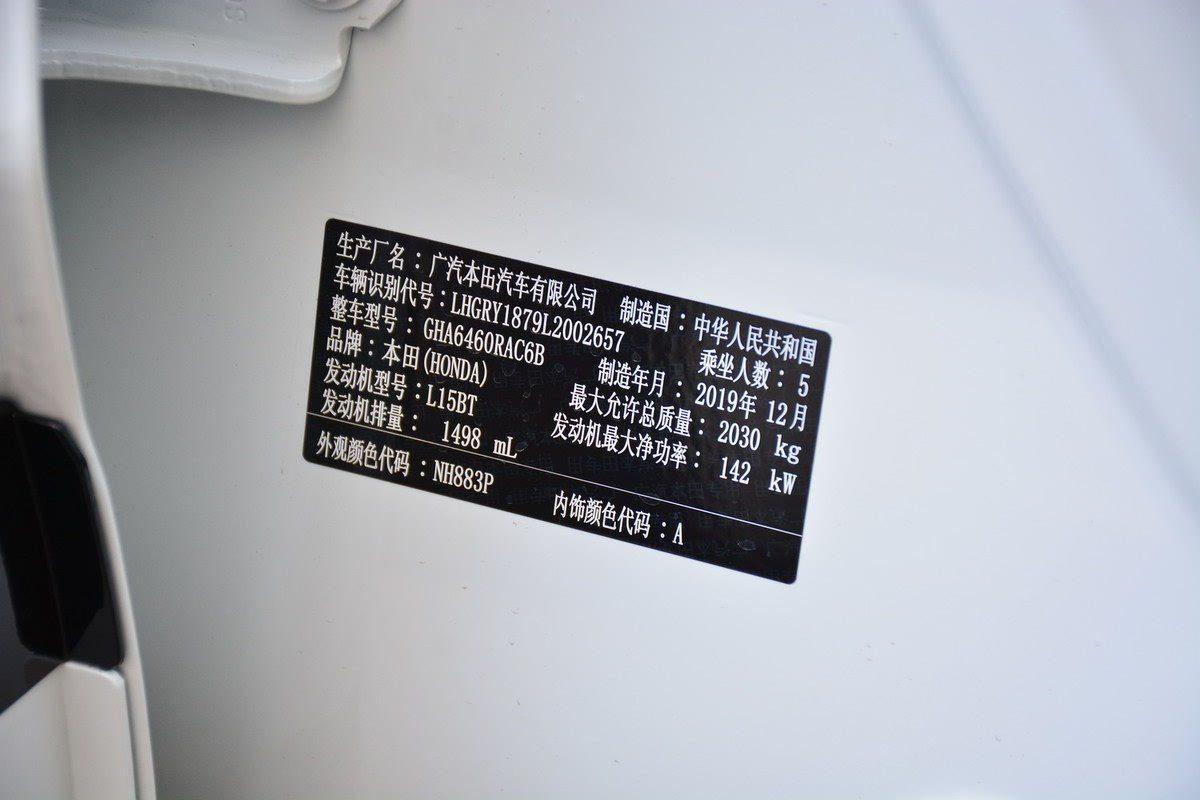 生产厂名：广汽本田汽车有限公司 制造国：中华人民共和国
车辆识别代号：LHGRY1879L2002657 乘坐人数：5
整车型号：GHA6460RAC6B 制造年月：2019年 12月
品牌：本田(HONDA) 最大允许总质量：2030 kg
发动机型号：L15BT 发动机最大净功率：142 kW
发动机排量：1498 mL
外观颜色代码：NH883P 内饰颜色代码：A